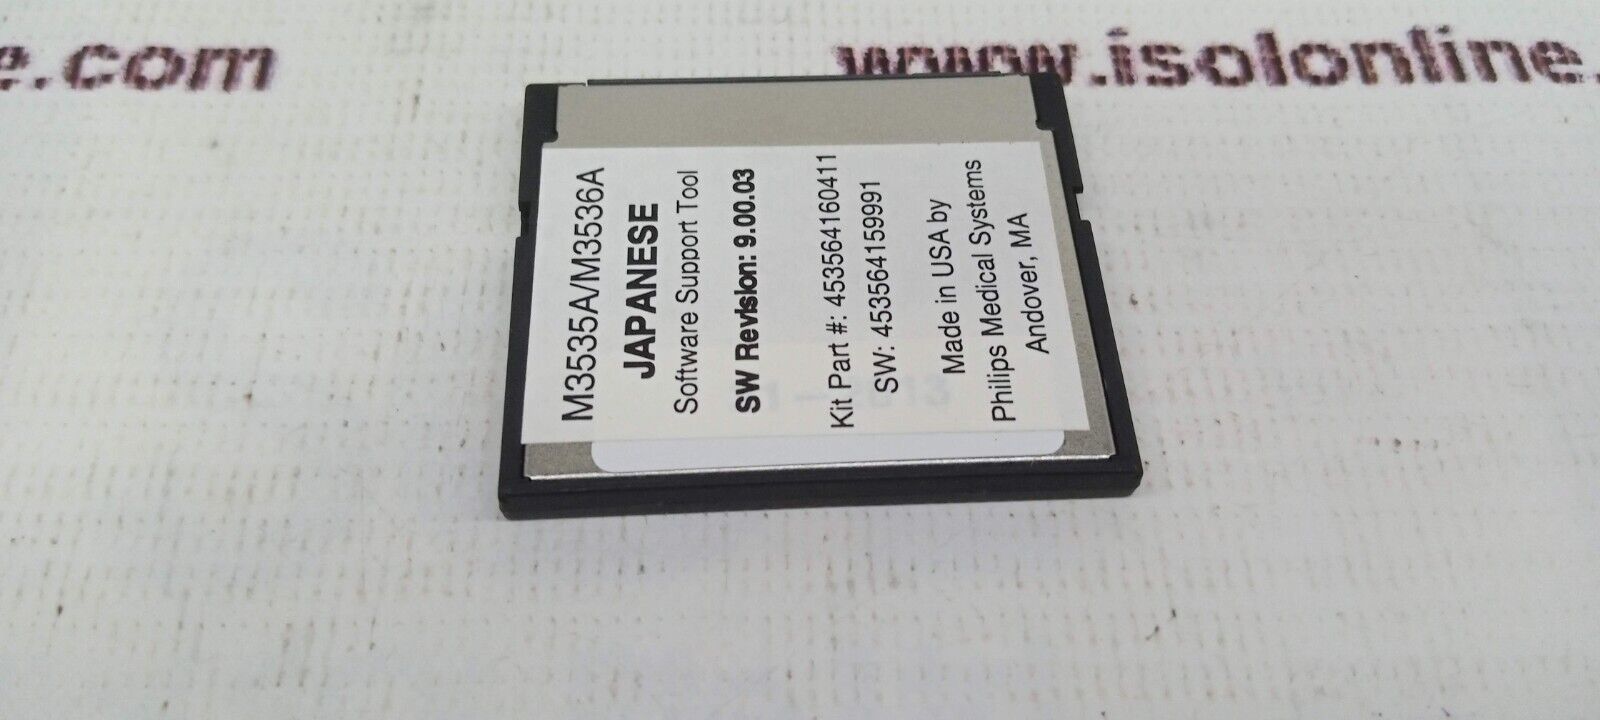 e.com
www.isolonline.
M3535A/M3536A
JAPANESE
Software Support Tool
SW Revision: 9.00.03
Kit Part #: 453564160411
SW: 453564159991
Made in USA by
Philips Medical Systems
Andover, MA